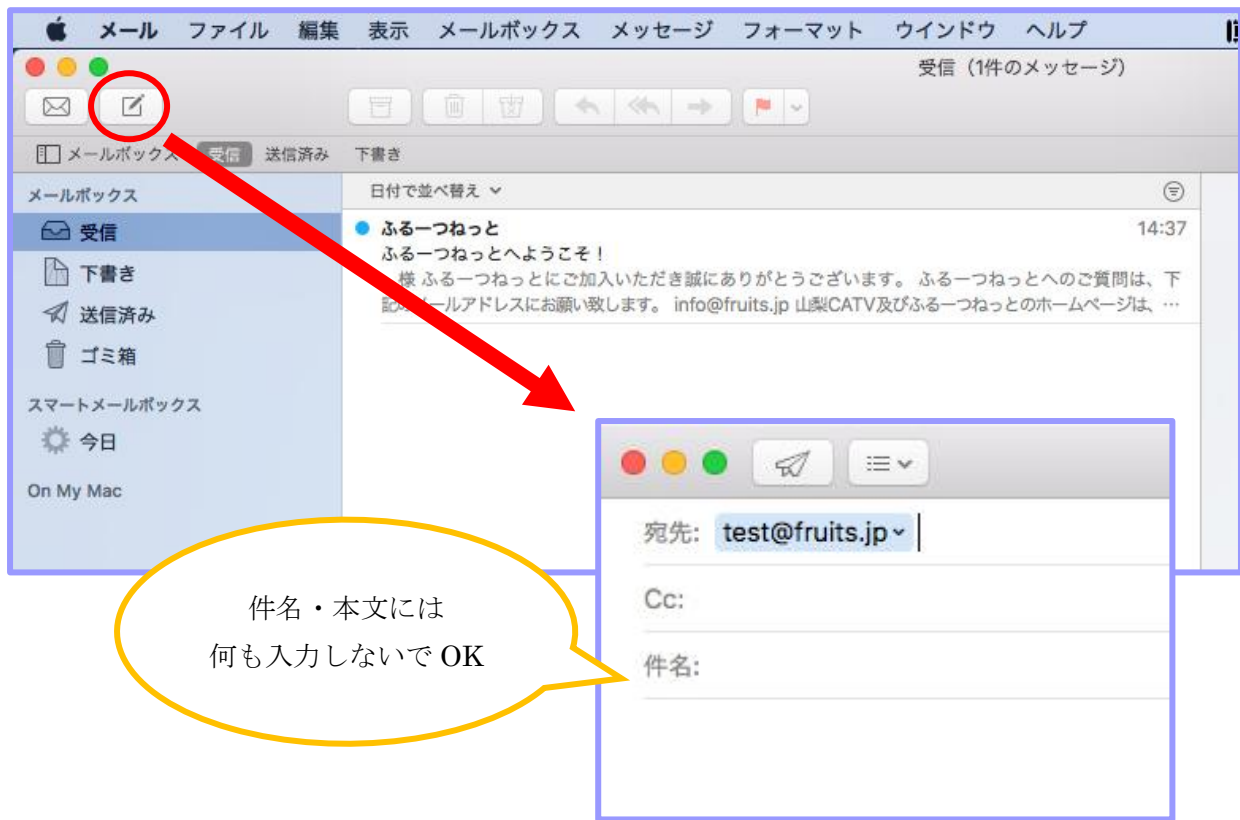 メール ファイル 編集 表示 メールボックス メッセージ フォーマット ウインドウ ヘルプ
受信（1件のメッセージ）
メールボックス 受信 送信済み 下書き
メールボックス
受信
下書き
送信済み
ゴミ箱
スマートメールボックス
今日
On My Mac
日付で並べ替え
ふるーつねっと 14:37
ふるーつねっとへようこそ！
様 ふるーつねっとにご加入いただき誠にありがとうございます。 ふるーつねっとへのご質問は、下
記のメールアドレスにお願い致します。 info@fruits.jp 山梨CATV及びふるーつねっとのホームページは、…
宛先: test@fruits.jp
Cc:
件名:
件名・本文には
何も入力しないで OK